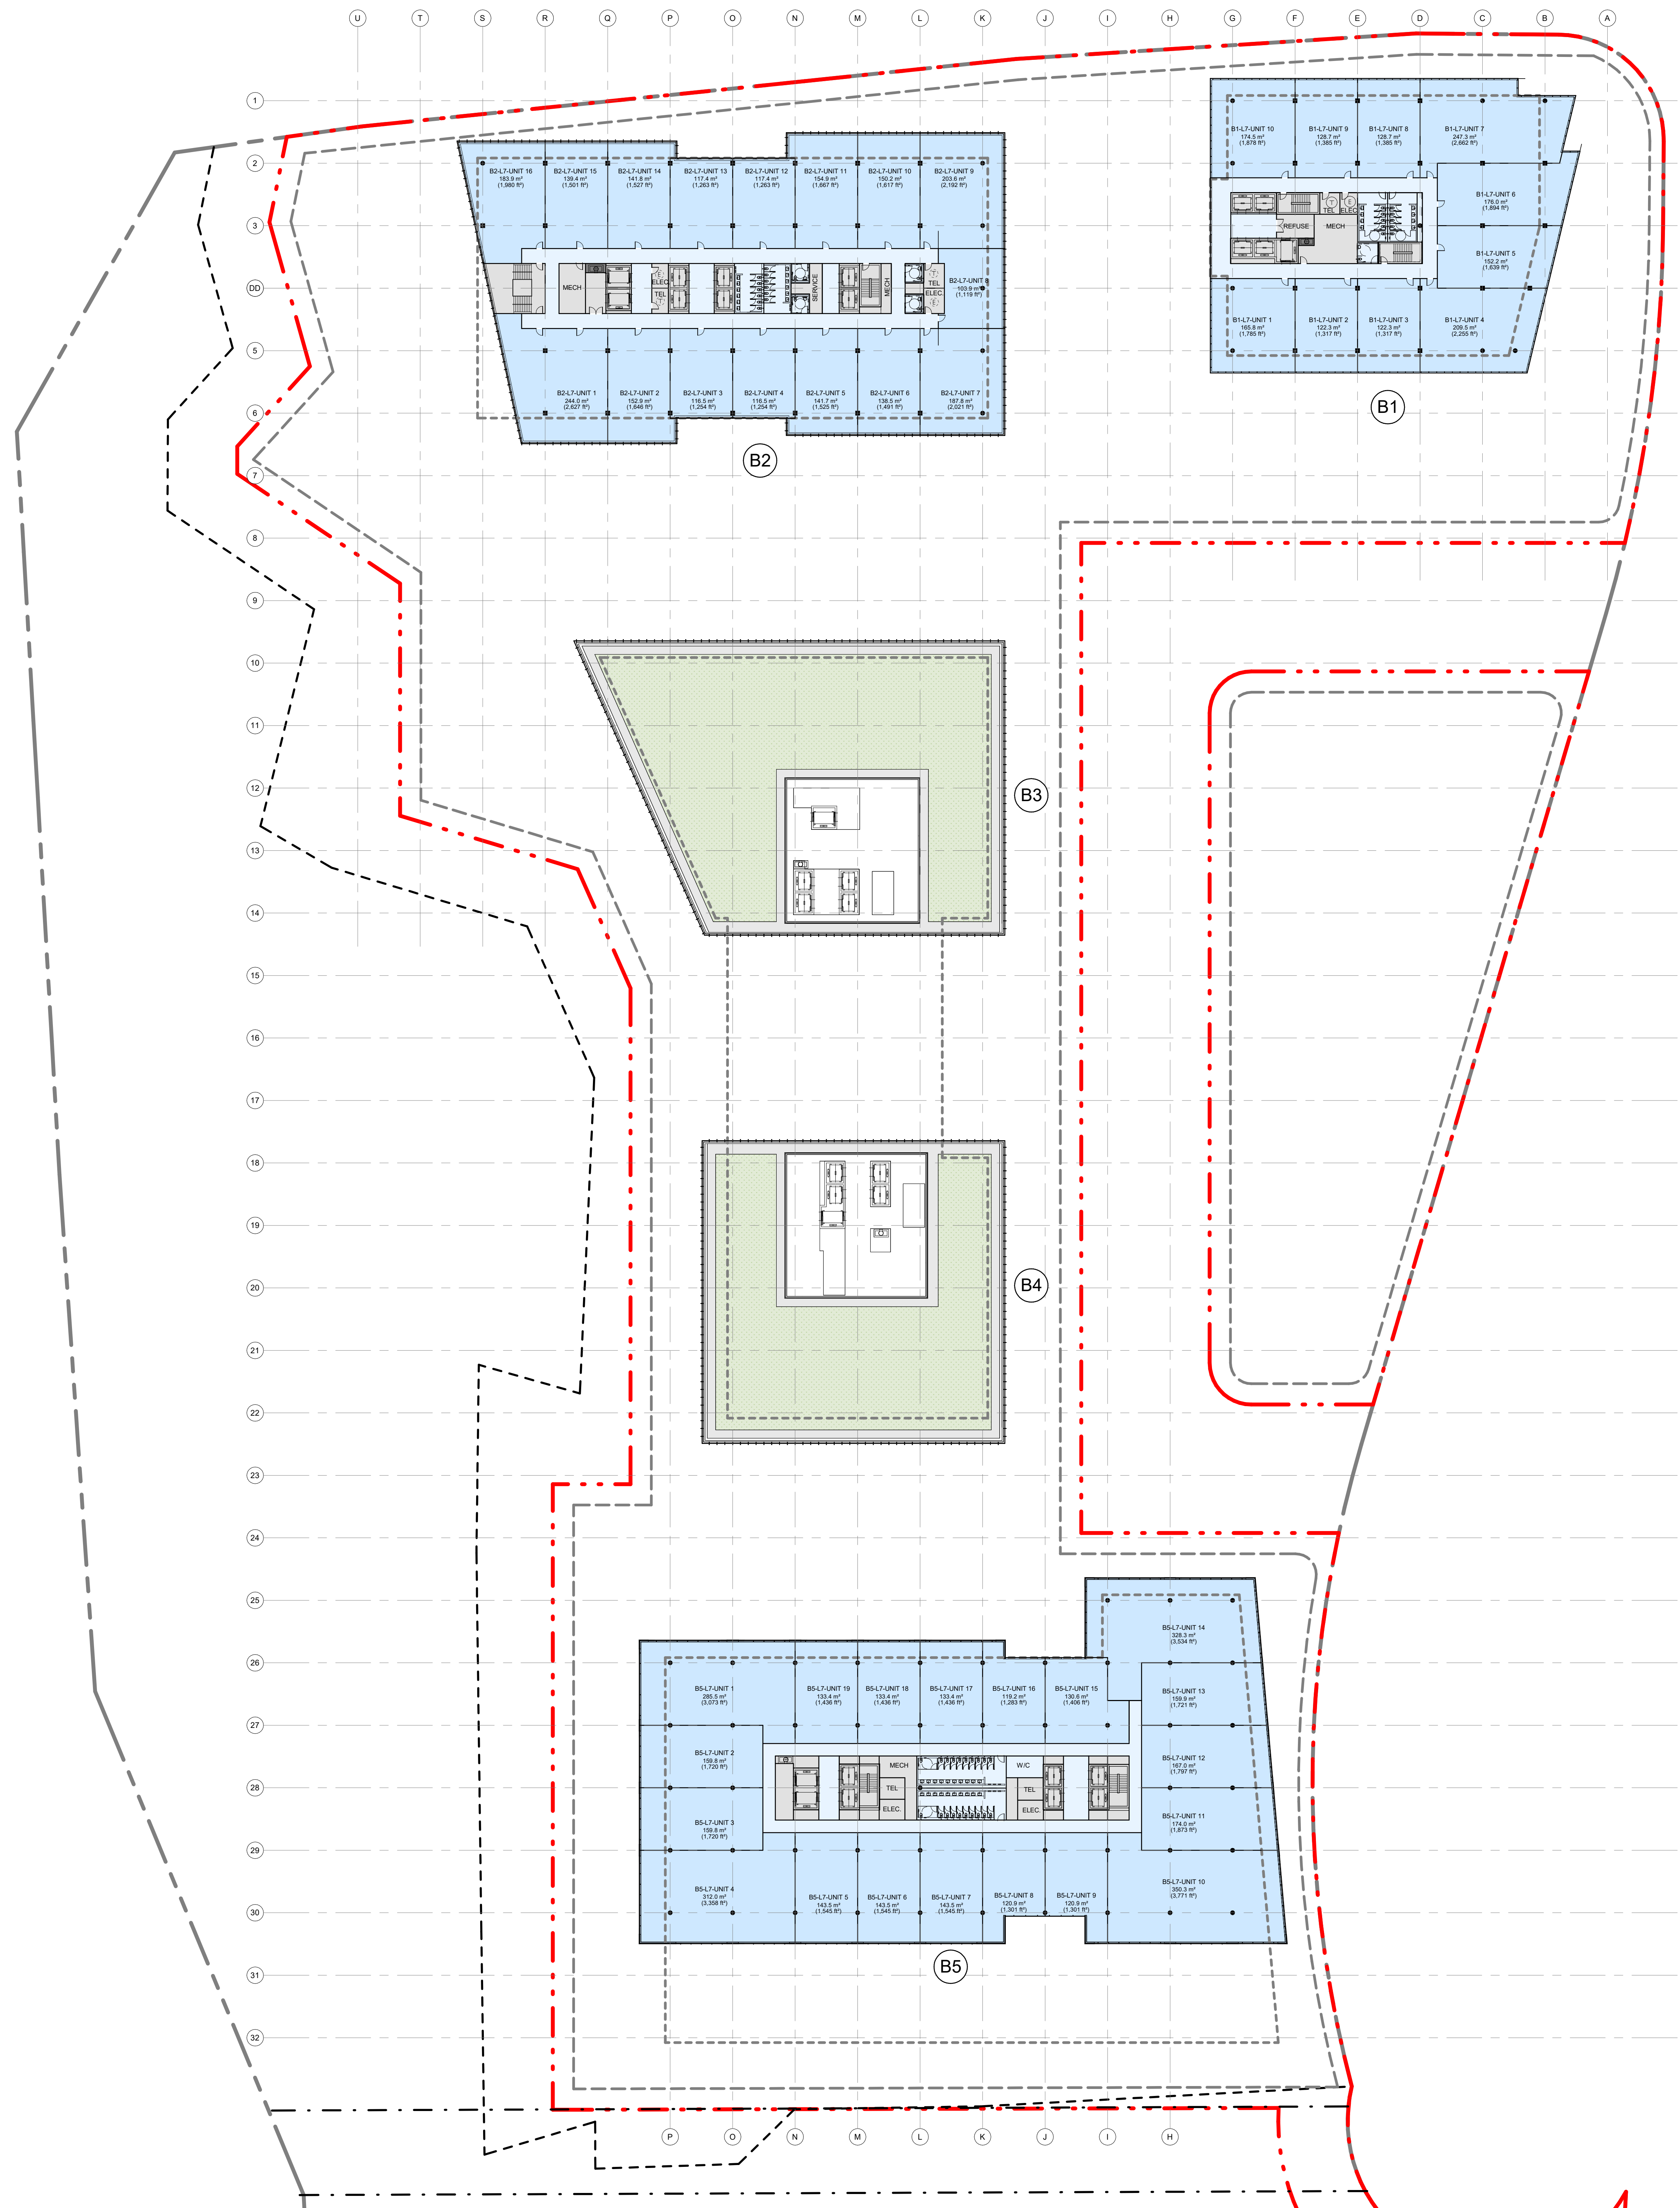 U T S R Q P O N M L K J I H G F E D C B A
1
B1-L7-UNIT 10
174.5 m²
(1,878 ft²)
B1-L7-UNIT 9
128.7 m²
(1,385 ft²)
B1-L7-UNIT 8
128.7 m²
(1,385 ft²)
B1-L7-UNIT 7
247.3 m²
(2,662 ft²)
2
B2-L7-UNIT 16
183.9 m²
(1,980 ft²)
B2-L7-UNIT 15
139.4 m²
(1,501 ft²)
B2-L7-UNIT 14
141.8 m²
(1,527 ft²)
B2-L7-UNIT 13
117.4 m²
(1,263 ft²)
B2-L7-UNIT 12
117.4 m²
(1,263 ft²)
B2-L7-UNIT 11
154.9 m²
(1,667 ft²)
B2-L7-UNIT 10
150.2 m²
(1,617 ft²)
B2-L7-UNIT 9
203.6 m²
(2,192 ft²)
B1-L7-UNIT 6
176.0 m²
(1,894 ft²)
T
TEL
E
ELEC
3
REFUSE
MECH
B1-L7-UNIT 5
152.2 m²
(1,639 ft²)
DD
MECH
E
ELEC
TEL
T
SERVICE
MECH
T
TEL
ELEC.
E
B2-L7-UNIT 8
103.9 m²
(1,119 ft²)
B1-L7-UNIT 1
165.8 m²
(1,785 ft²)
B1-L7-UNIT 2
122.3 m²
(1,317 ft²)
B1-L7-UNIT 3
122.3 m²
(1,317 ft²)
B1-L7-UNIT 4
209.5 m²
(2,255 ft²)
5
B2-L7-UNIT 1
244.0 m²
(2,627 ft²)
B2-L7-UNIT 2
152.9 m²
(1,646 ft²)
B2-L7-UNIT 3
116.5 m²
(1,254 ft²)
B2-L7-UNIT 4
116.5 m²
(1,254 ft²)
B2-L7-UNIT 5
141.7 m²
(1,525 ft²)
B2-L7-UNIT 6
138.5 m²
(1,491 ft²)
B2-L7-UNIT 7
187.8 m²
(2,021 ft²)
B1
6
B2
7
8
9
10
11
12
B3
13
14
15
16
17
18
19
20
B4
21
22
23
24
25
B5-L7-UNIT 14
328.3 m²
(3,534 ft²)
26
B5-L7-UNIT 1
285.5 m²
(3,073 ft²)
B5-L7-UNIT 19
133.4 m²
(1,436 ft²)
B5-L7-UNIT 18
133.4 m²
(1,436 ft²)
B5-L7-UNIT 17
133.4 m²
(1,436 ft²)
B5-L7-UNIT 16
119.2 m²
(1,283 ft²)
B5-L7-UNIT 15
130.6 m²
(1,406 ft²)
B5-L7-UNIT 13
159.9 m²
(1,721 ft²)
27
B5-L7-UNIT 2
159.8 m²
(1,720 ft²)
MECH
W/C
B5-L7-UNIT 12
167.0 m²
(1,797 ft²)
28
TEL
TEL
ELEC.
ELEC.
B5-L7-UNIT 3
159.8 m²
(1,720 ft²)
B5-L7-UNIT 11
174.0 m²
(1,873 ft²)
29
B5-L7-UNIT 4
312.0 m²
(3,358 ft²)
B5-L7-UNIT 5
143.5 m²
(1,545 ft²)
B5-L7-UNIT 6
143.5 m²
(1,545 ft²)
B5-L7-UNIT 7
143.5 m²
(1,545 ft²)
B5-L7-UNIT 8
120.9 m²
(1,301 ft²)
B5-L7-UNIT 9
120.9 m²
(1,301 ft²)
B5-L7-UNIT 10
350.3 m²
(3,771 ft²)
30
B5
31
32
P O N M L K J I H